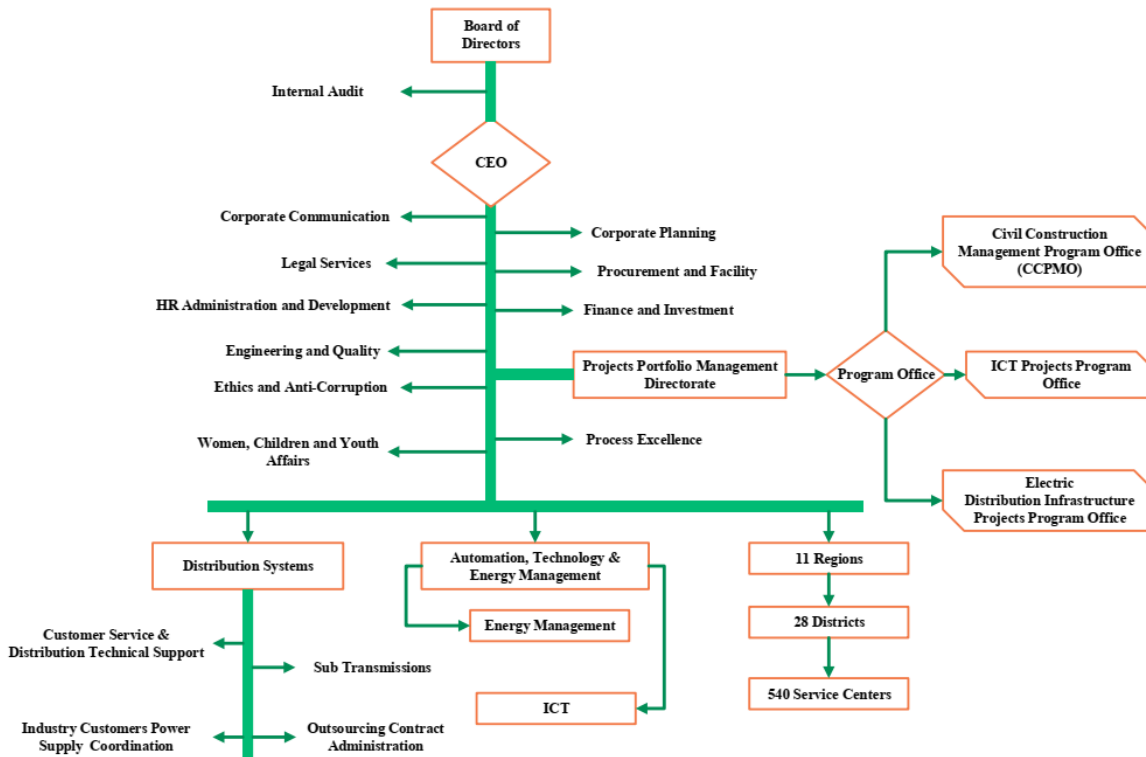 Board of
Directors
Internal Audit
CEO
Corporate Communication
Corporate Planning
Legal Services
Procurement and Facility
HR Administration and Development
Finance and Investment
Engineering and Quality
Ethics and Anti-Corruption
Projects Portfolio Management
Directorate
Women, Children and Youth
Affairs
Process Excellence
Program Office
Civil Construction
Management Program Office
(CCPMO)
ICT Projects Program
Office
Electric
Distribution Infrastructure
Projects Program Office
Distribution Systems
Customer Service &
Distribution Technical Support
Sub Transmissions
Industry Customers Power
Supply Coordination
Outsourcing Contract
Administration
Automation, Technology &
Energy Management
Energy Management
ICT
11 Regions
28 Districts
540 Service Centers